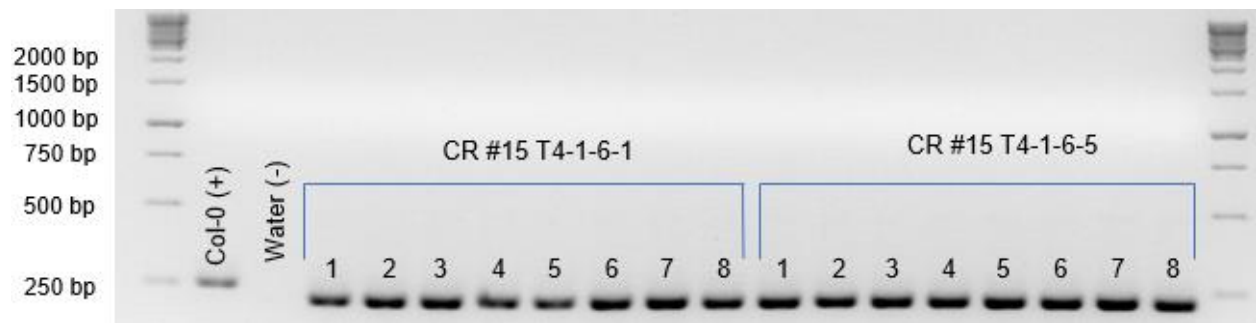 2000 bp
1500 bp
1000 bp
750 bp
500 bp
250 bp
Col-0 (+)
Water (-)
CR #15 T4-1-6-1
CR #15 T4-1-6-5
1 2 3 4 5 6 7 8 1 2 3 4 5 6 7 8